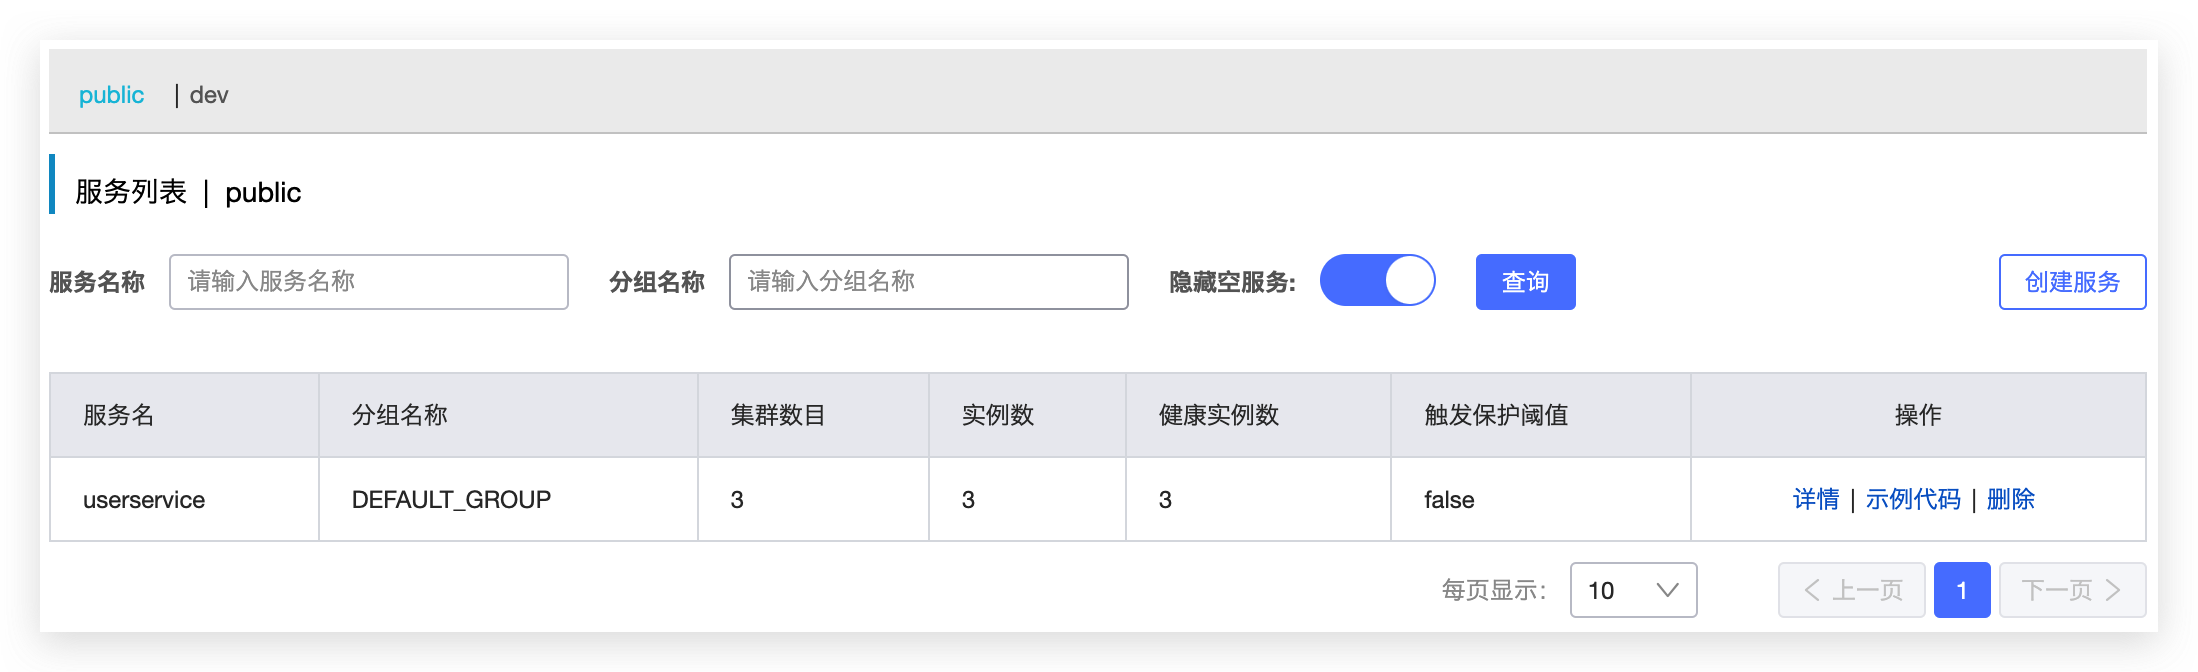 public | dev
服务列表 | public
服务名称 请输入服务名称 分组名称 请输入分组名称 隐藏空服务: 查询 创建服务
服务名 分组名称 集群数目 实例数 健康实例数 触发保护阈值 操作
userservice DEFAULT_GROUP 3 3 3 false 详情 | 示例代码 | 删除
每页显示: 10 上一页 1 下一页